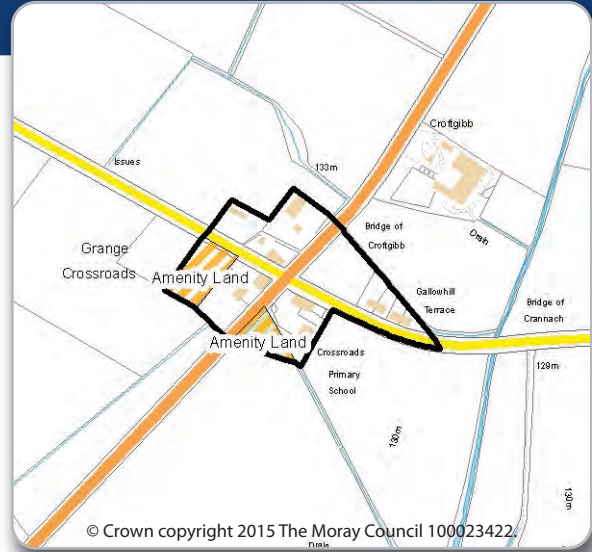 Croftgibb
Issues
133m
Bridge of
Croftgibb
Drain
Grange
Crossroads
Amenity Land
Gallowhill
Terrace
Bridge of
Crannach
Amenity Land
Crossroads
Primary
School
129m
130m
130m
© Crown copyright 2015 The Moray Council 100023422.
Drain